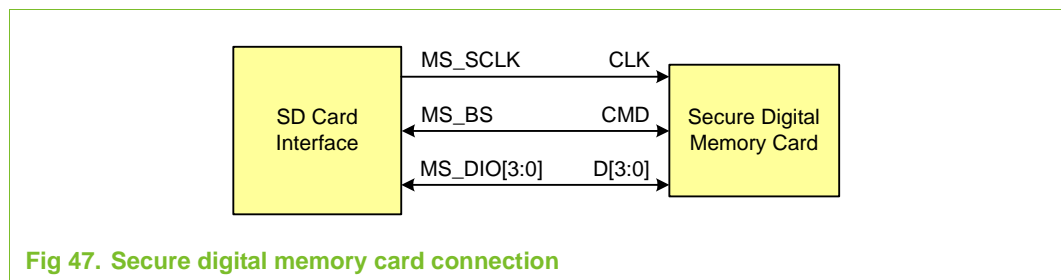 MS_SCLK CLK
SD Card
Interface
MS_BS CMD
Secure Digital
Memory Card
MS_DIO[3:0] D[3:0]
Fig 47. Secure digital memory card connection